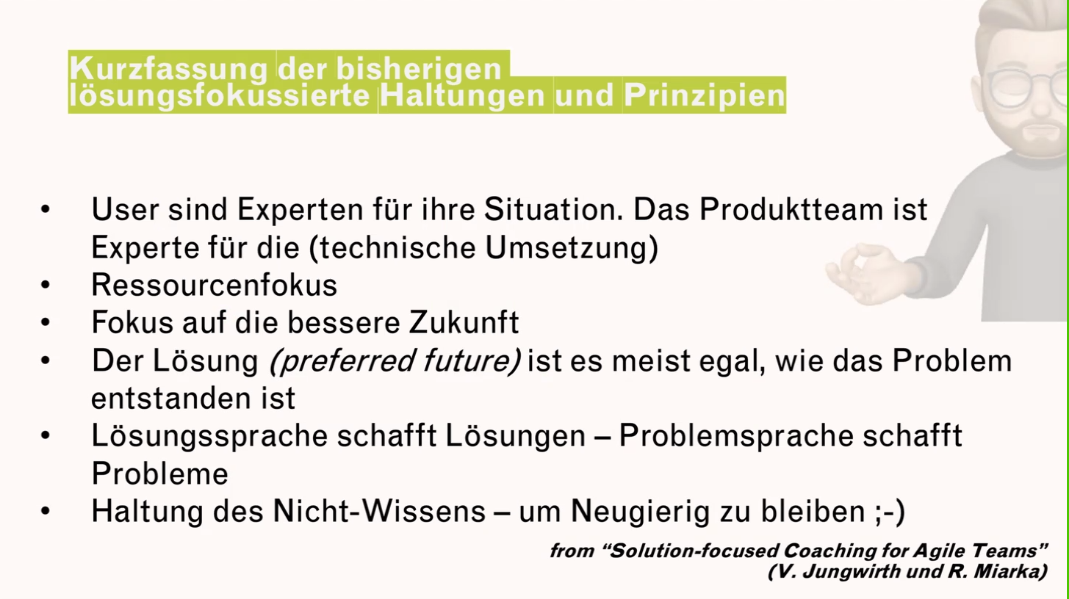 Kurzfassung der bisherigen
lösungsfokussierte Haltungen und Prinzipien
• User sind Experten für ihre Situation. Das Produktteam ist
Experte für die (technische Umsetzung)
• Ressourcenfokus
• Fokus auf die bessere Zukunft
• Der Lösung (preferred future) ist es meist egal, wie das Problem
entstanden ist
• Lösungssprache schafft Lösungen – Problemsprache schafft
Probleme
• Haltung des Nicht-Wissens – um Neugierig zu bleiben ;-)
from “Solution-focused Coaching for Agile Teams”
(V. Jungwirth und R. Miarka)